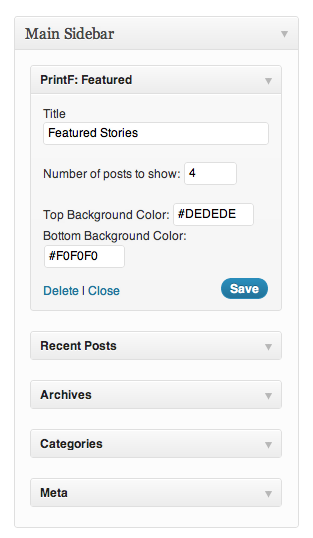 Main Sidebar
PrintF: Featured
Title
Featured Stories
Number of posts to show: 4
Top Background Color: #DEDEDE
Bottom Background Color:
#F0F0F0
Delete | Close Save
Recent Posts
Archives
Categories
Meta